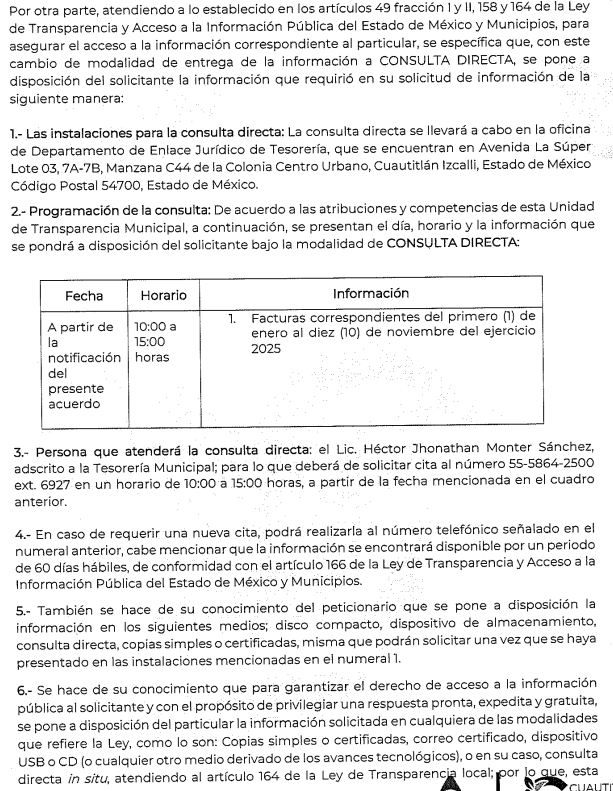 Por otra parte, atendiendo a lo establecido en los artículos 49 fracción I y II, 158 y 164 de la Ley
de Transparencia y Acceso a la Información Pública del Estado de México y Municipios, para
asegurar el acceso a la información correspondiente al particular, se específica que, con este
cambio de modalidad de entrega de la información a CONSULTA DIRECTA, se pone a
disposición del solicitante la información que requirió en su solicitud de información de la
siguiente manera:
1.- Las instalaciones para la consulta directa: La consulta directa se llevará a cabo en la oficina
de Departamento de Enlace Jurídico de Tesorería, que se encuentran en Avenida La Súper
Lote 03, 7A-7B, Manzana C44 de la Colonia Centro Urbano, Cuautitlán Izcalli, Estado de México
Código Postal 54700, Estado de México.
2.- Programación de la consulta: De acuerdo a las atribuciones y competencias de esta Unidad
de Transparencia Municipal, a continuación, se presentan el día, horario y la información que
se pondrá a disposición del solicitante bajo la modalidad de CONSULTA DIRECTA:
Fecha Horario Información
A partir de la notificación del presente acuerdo
10:00 a 15:00 horas
1. Facturas correspondientes del primero (1) de
enero al diez (10) de noviembre del ejercicio
2025
3.- Persona que atenderá la consulta directa: el Lic. Héctor Jhonathan Monter Sánchez,
adscrito a la Tesorería Municipal; para lo que deberá de solicitar cita al número 55-5864-2500
ext. 6927 en un horario de 10:00 a 15:00 horas, a partir de la fecha mencionada en el cuadro
anterior.
4.- En caso de requerir una nueva cita, podrá realizarla al número telefónico señalado en el
numeral anterior, cabe mencionar que la información se encontrará disponible por un periodo
de 60 días hábiles, de conformidad con el artículo 166 de la Ley de Transparencia y Acceso a la
Información Pública del Estado de México y Municipios.
5.- También se hace de su conocimiento del peticionario que se pone a disposición la
información en los siguientes medios; disco compacto, dispositivo de almacenamiento,
consulta directa, copias simples o certificadas, misma que podrán solicitar una vez que se haya
presentado en las instalaciones mencionadas en el numeral 1.
6.- Se hace de su conocimiento que para garantizar el derecho de acceso a la información
pública al solicitante y con el propósito de privilegiar una respuesta pronta, expedita y gratuita,
se pone a disposición del particular la información solicitada en cualquiera de las modalidades
que refiere la Ley, como lo son: Copias simples o certificadas, correo certificado, dispositivo
USB o CD (o cualquier otro medio derivado de los avances tecnológicos), o en su caso, consulta
directa in situ, atendiendo al artículo 164 de la Ley de Transparencia local; por lo que, esta